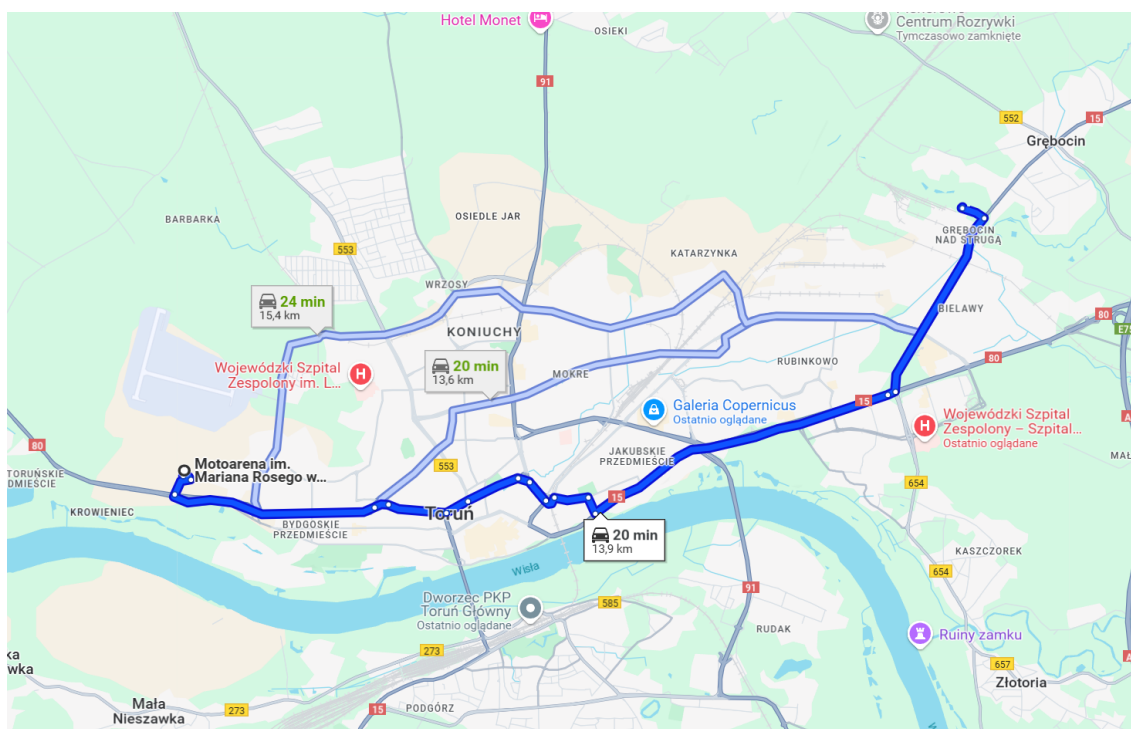 Hotel Monet
OSIEKI
Centrum Rozrywki
Tymczasowo zamknięte
91
552
15
Grębocin
BARBARKA
OSIEDLE JAR
553
GRĘBOCIN
NAD STRUGĄ
KATARZYNKA
WRZOSY
24 min
15,4 km
KONIUCHY
BIELAWY
80
E75
Wojewódzki Szpital
Zespolony im. L...
20 min
13,6 km
MOKRE
RUBINKOWO
80
15
Galeria Copernicus
Ostatnio oglądane
Wojewódzki Szpital
Zespolony – Szpital...
Ostatnio oglądane
80
TORUŃSKIE
Motoarena im.
Mariana Rosego w...
553
JAKUBSKIE
PRZEDMIEŚCIE
KROWIENIEC
BYDGOSKIE
PRZEDMIEŚCIE
Toruń
15
654
20 min
13,9 km
KASZCZOREK
Wisła
654
Dworzec PKP
Toruń Główny
Ostatnio oglądane
585
91
RUDAK
Ruiny zamku
273
657
Złotoria
Mała
Nieszawka
273
15
PODGÓRZ